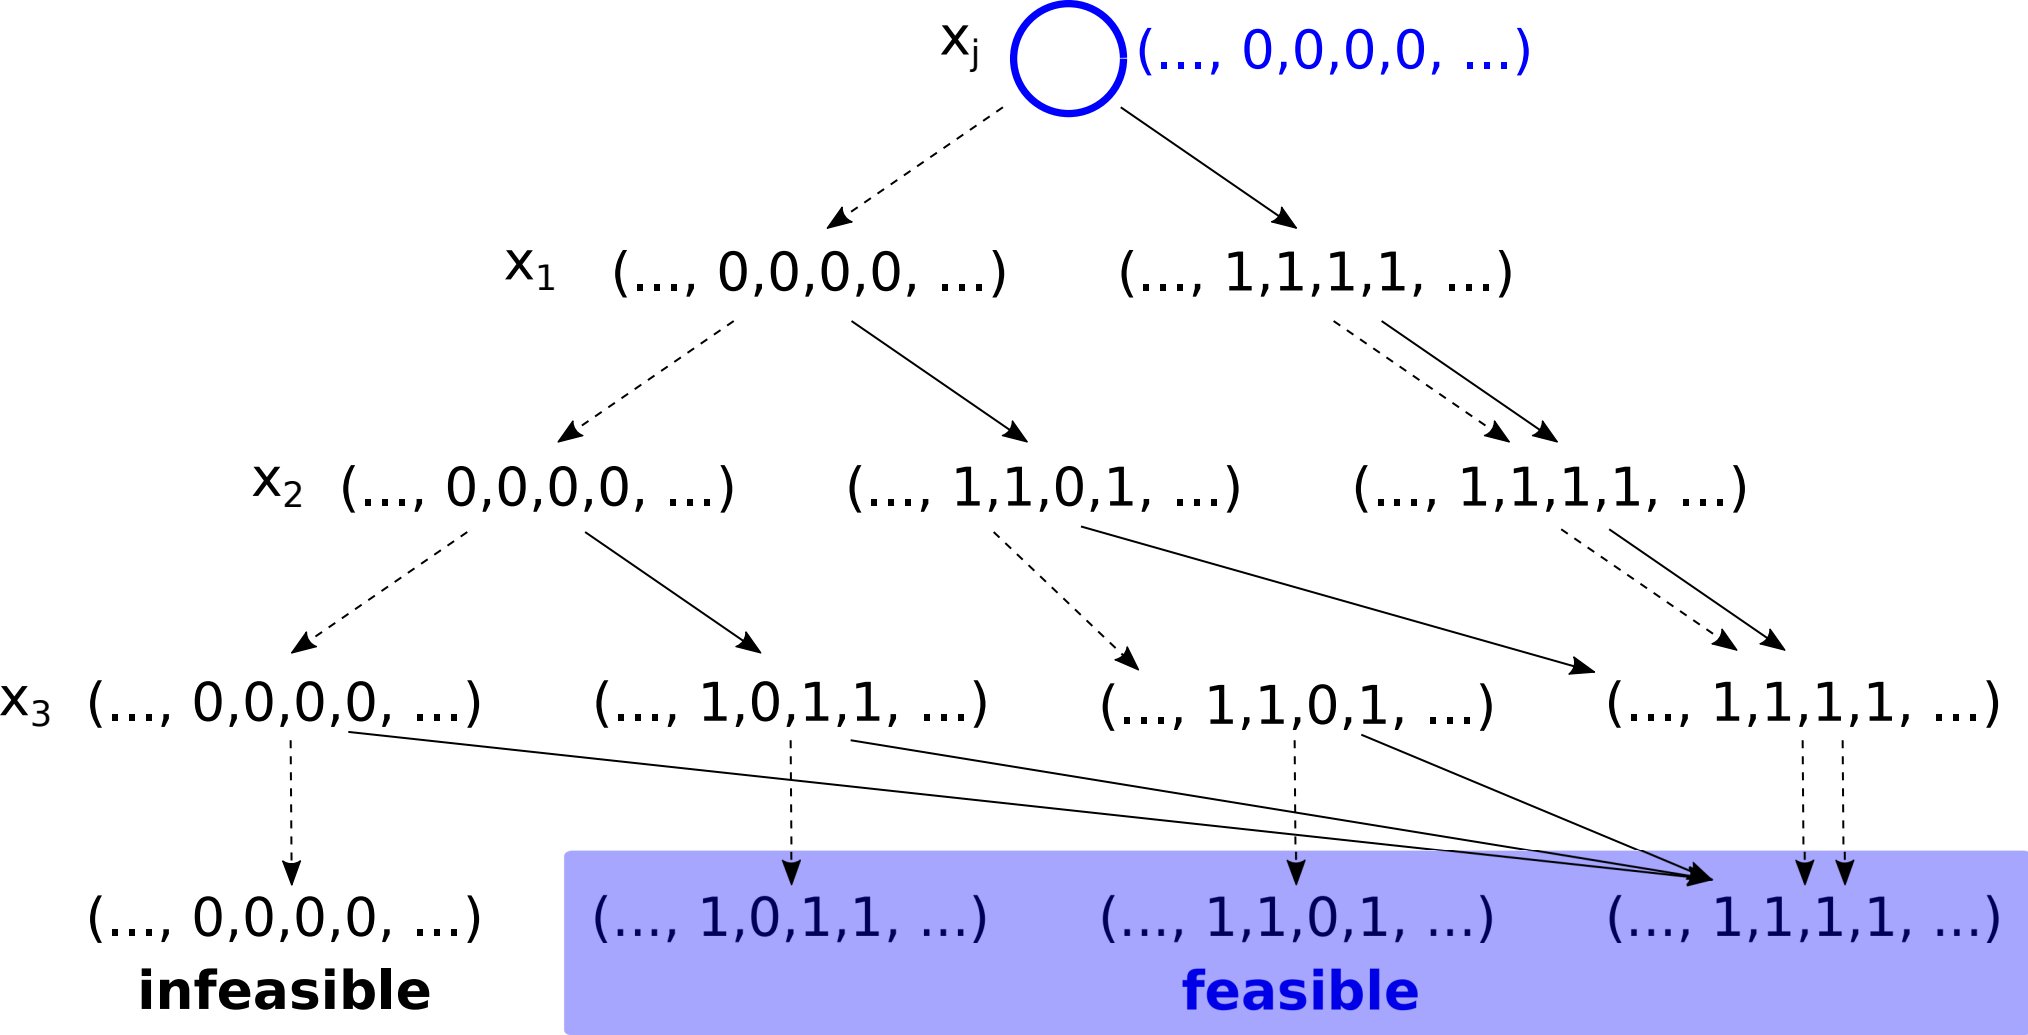 xj (..., 0,0,0,0, ...)
x1 (..., 0,0,0,0, ...) (..., 1,1,1,1, ...)
x2 (..., 0,0,0,0, ...) (..., 1,1,0,1, ...) (..., 1,1,1,1, ...)
x3 (..., 0,0,0,0, ...) (..., 1,0,1,1, ...) (..., 1,1,0,1, ...) (..., 1,1,1,1, ...)
(..., 0,0,0,0, ...) (..., 1,0,1,1, ...) (..., 1,1,0,1, ...) (..., 1,1,1,1, ...)
infeasible feasible